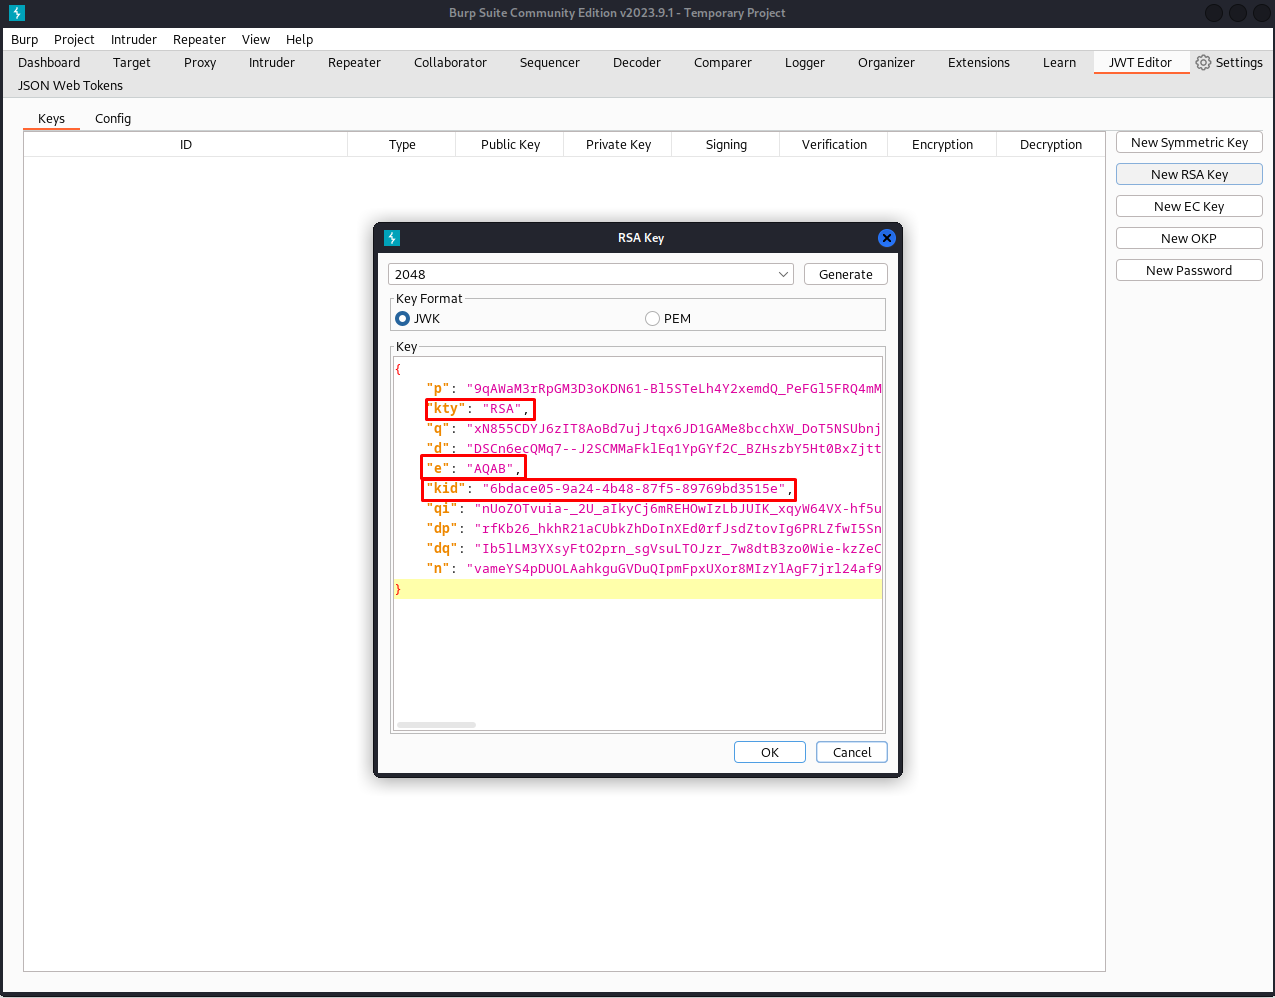 Burp Suite Community Edition v2023.9.1 - Temporary Project
Burp Project Intruder Repeater View Help
Dashboard Target Proxy Intruder Repeater Collaborator Sequencer Decoder Comparer Logger Organizer Extensions Learn JWT Editor Settings
JSON Web Tokens
Keys Config
ID Type Public Key Private Key Signing Verification Encryption Decryption
New Symmetric Key
New RSA Key
New EC Key
New OKP
New Password
RSA Key
2048 Generate
Key Format
JWK PEM
Key
{
"p": "9qAWaM3rRpGM3D3oKDN61-Bl5STeLh4Y2xemdQ_PeFGl5FRQ4mM
"kty": "RSA",
"q": "xN855CDYJ6zIT8AoBd7ujJtqx6JD1GAMe8bcchXW_DoT5NSUbnj
"d": "DSCn6ecQMq7--J2SCMMaFklEq1YpGYf2C_BZHszbY5Ht0BxZjtt
"e": "AQAB",
"kid": "6bdace05-9a24-4b48-87f5-89769bd3515e",
"qi": "nUoZOTvuia-_2U_aIkyCj6mREHOwIzLbJUIK_xqyW64VX-hf5u
"dp": "rfKb26_hkhR21aCUbkZhDoInXEd0rfJsdZtovIg6PRLZfwI5Sn
"dq": "Ib5lLM3YXsyFtO2prn_sgVsuLTOJzr_7w8dtB3zo0Wie-kzZeC
"n": "vameYS4pDUOLAahkguGVDuQIpmFpxUXor8MIzYlAgF7jrl24af9
}
OK Cancel